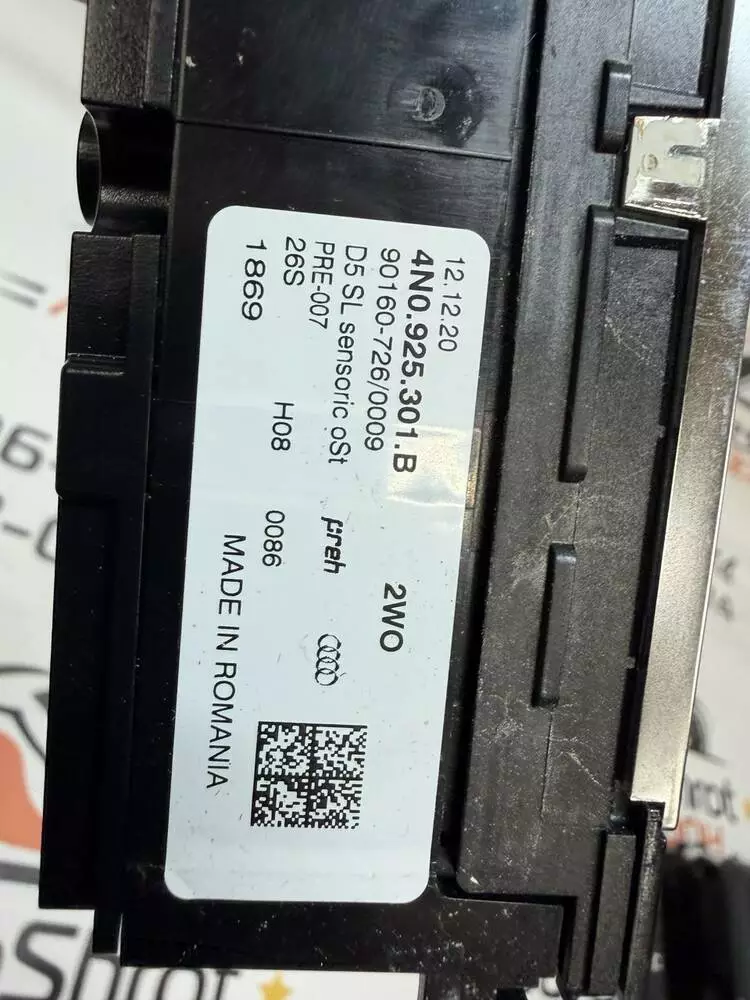 12.12.20
4N0.925.301.B 2WO
90160-726/0009
D5 SL sensoric oSt
PRE-007 preh
26S H08 0086
1869 MADE IN ROMANIA